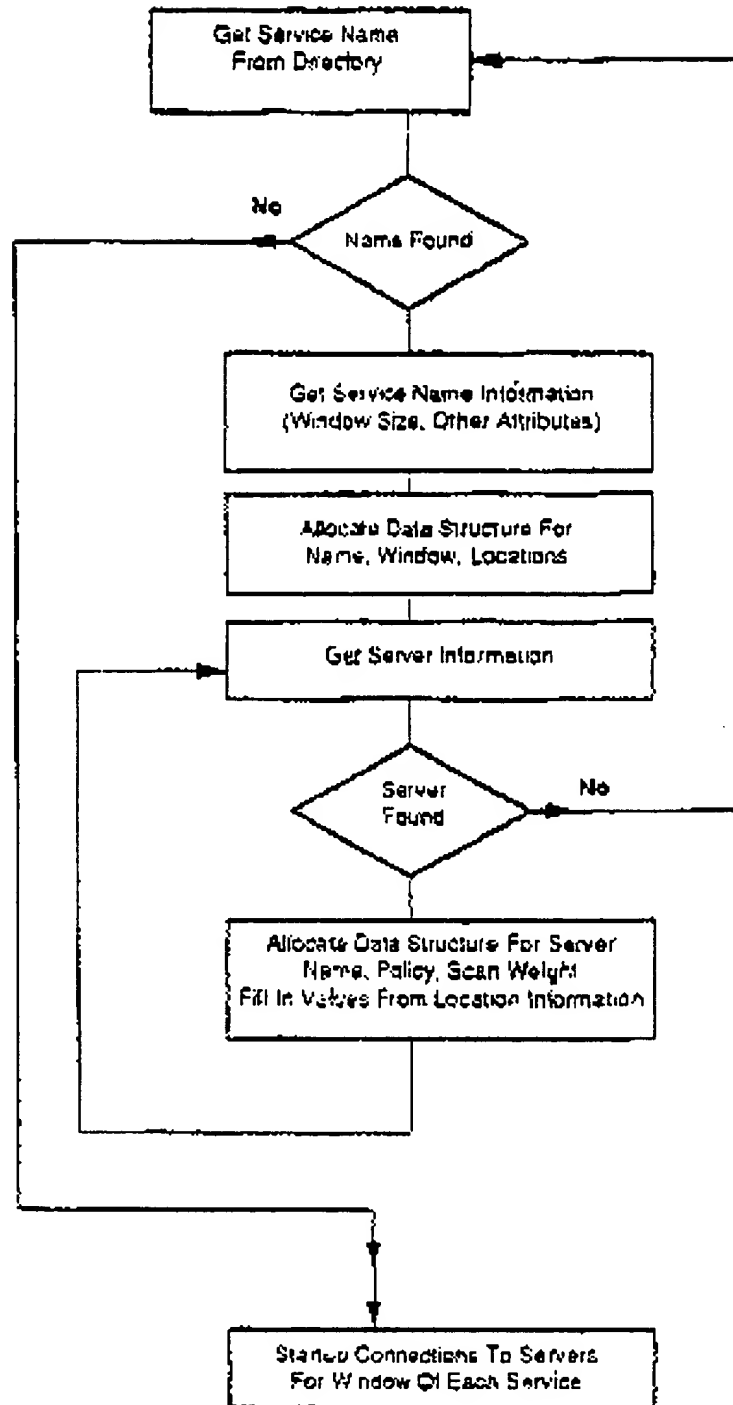 Get Service Name
From Directory
No
Name Found
Get Service Name Information
(Window Size, Other Attributes)
Allocate Data Structure For
Name, Window, Locations
Get Server Information
Server
Found
No
Allocate Data Structure For Server
Name, Policy, Scan Weight
Fill In Values From Location Information
Startup Connections To Servers
For Window Of Each Service